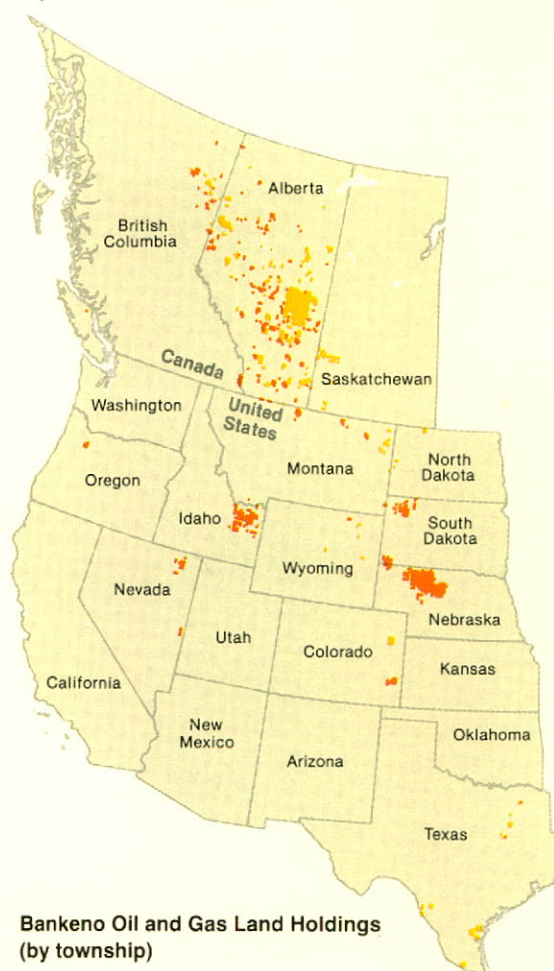 Alberta
British
Columbia
Canada
Saskatchewan
United
States
Washington
Montana
North
Dakota
Oregon
Idaho
South
Dakota
Wyoming
Nevada
Nebraska
Utah
Colorado
Kansas
California
New
Mexico
Arizona
Oklahoma
Texas
Bankeno Oil and Gas Land Holdings
(by township)